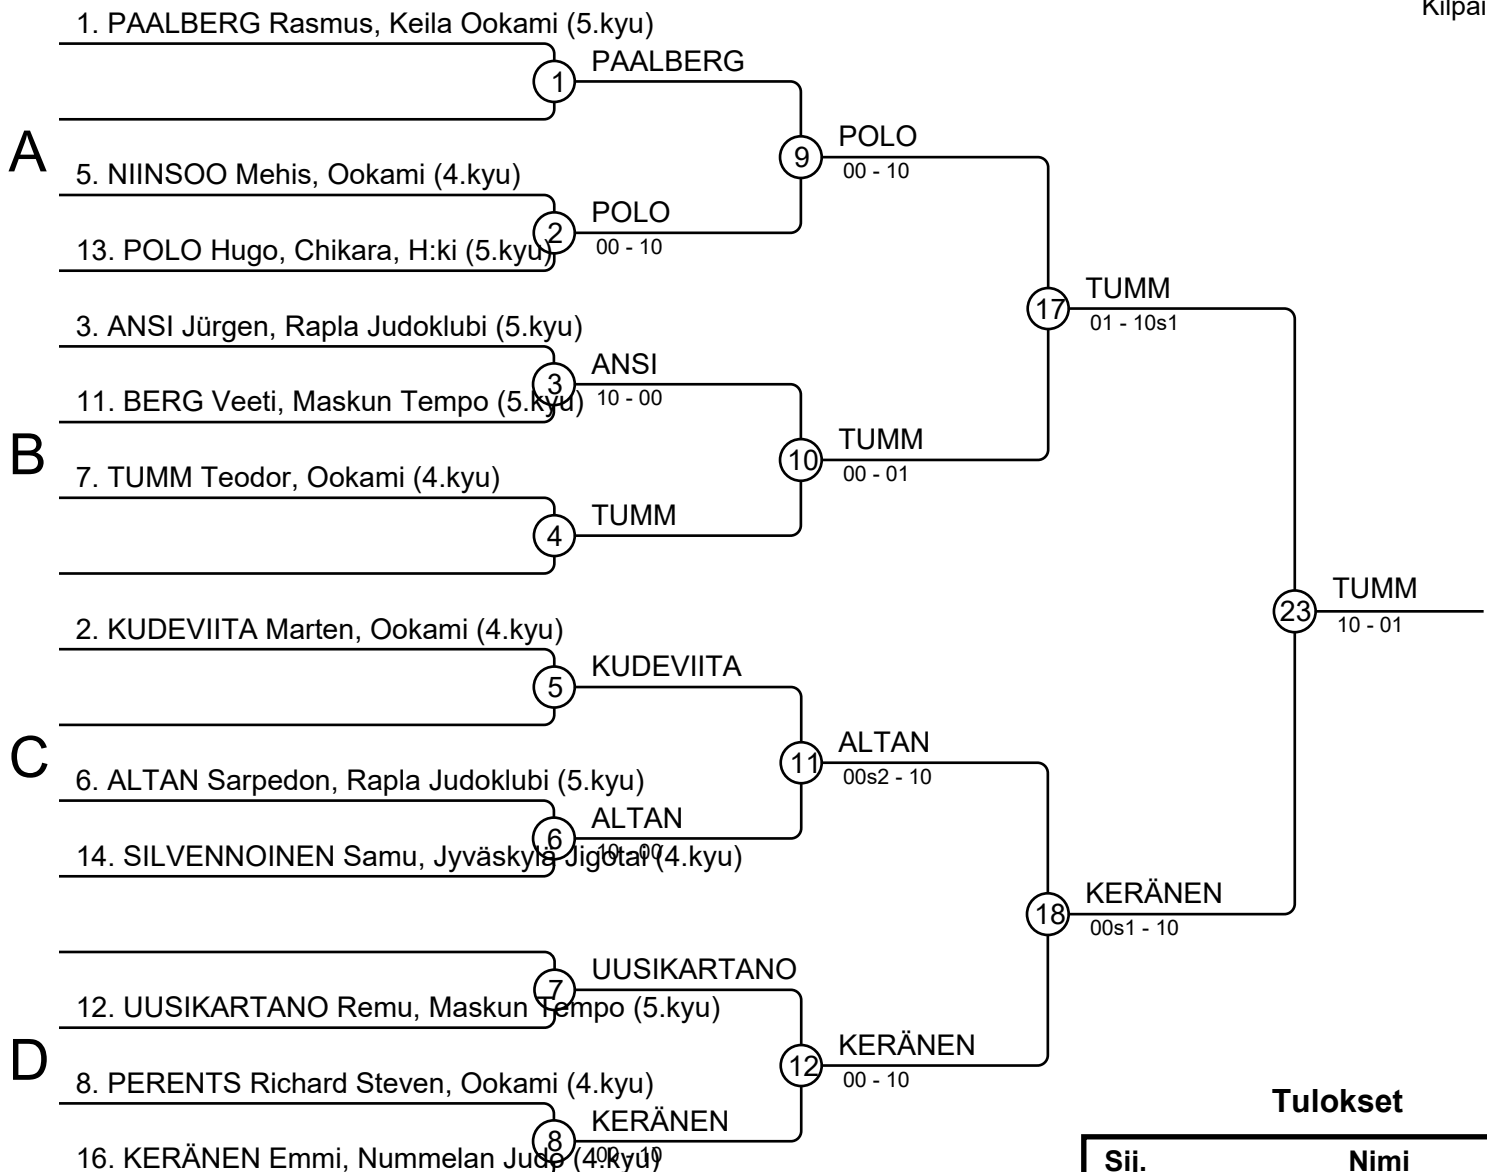 Kilpai
1. PAALBERG Rasmus, Keila Ookami (5.kyu)
1
PAALBERG
A
9
POLO
00 - 10
5. NIINSOO Mehis, Ookami (4.kyu)
2
POLO
00 - 10
13. POLO Hugo, Chikara, H:ki (5.kyu)
17
TUMM
01 - 10s1
3. ANSI Jürgen, Rapla Judoklubi (5.kyu)
3
ANSI
10 - 00
11. BERG Veeti, Maskun Tempo (5.kyu)
B
10
TUMM
00 - 01
7. TUMM Teodor, Ookami (4.kyu)
4
TUMM
23
TUMM
10 - 01
2. KUDEVIITA Marten, Ookami (4.kyu)
5
KUDEVIITA
C
11
ALTAN
00s2 - 10
6. ALTAN Sarpedon, Rapla Judoklubi (5.kyu)
6
ALTAN
10 - 00
14. SILVENNOINEN Samu, Jyväskylä Jigotai (4.kyu)
18
KERÄNEN
00s1 - 10
7
UUSIKARTANO
12. UUSIKARTANO Remu, Maskun Tempo (5.kyu)
D
12
KERÄNEN
00 - 10
8. PERENTS Richard Steven, Ookami (4.kyu)
8
KERÄNEN
00 - 10
16. KERÄNEN Emmi, Nummelan Judo (4.kyu)
Tulokset
Sij. Nimi